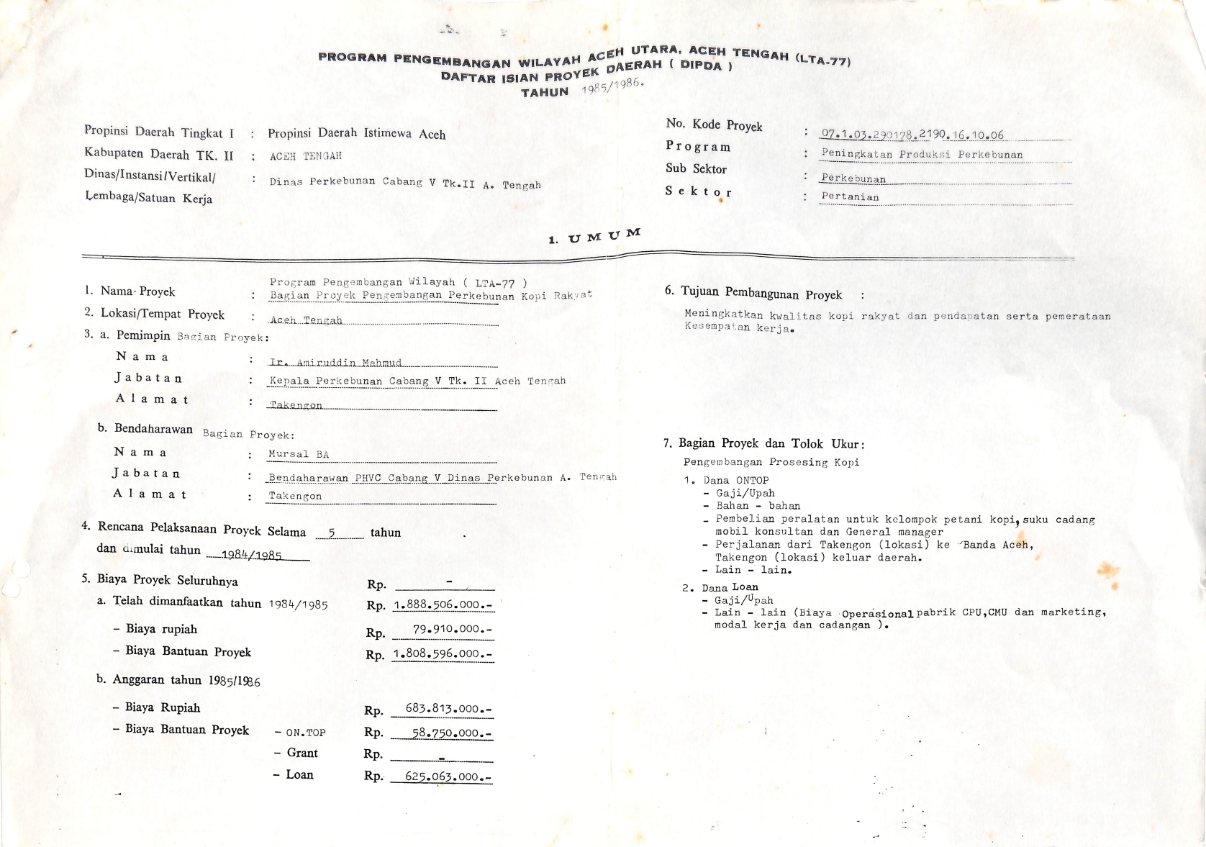 PROGRAM PENGEMBANGAN WILAYAH ACEH UTARA, ACEH TENGAH (LTA-77)
DAFTAR ISIAN PROYEK DAERAH ( DIPDA )
TAHUN 1985/1986.
Propinsi Daerah Tingkat I : Propinsi Daerah Istimewa Aceh
Kabupaten Daerah TK. II : ACEH TENGAH
Dinas/Instansi/Vertikal/ : Dinas Perkebunan Cabang V Tk.II A. Tengah
Lembaga/Satuan Kerja
No. Kode Proyek : 07.1.03.290178.2190.16.10.06
Program : Peningkatan Produksi Perkebunan
Sub Sektor : Perkebunan
Sektor : Pertanian
1. UMUM
Program Pengembangan Wilayah ( LTA-77 )
1. Nama Proyek : Bagian Proyek Pengembangan Perkebunan Kopi Rakyat
2. Lokasi/Tempat Proyek : Aceh Tengah
3. a. Pemimpin Bagian Proyek:
Nama : Ir. Amiruddin Mahmud
Jabatan : Kepala Perkebunan Cabang V Tk. II Aceh Tengah
Alamat : Takengon
b. Bendaharawan Bagian Proyek:
Nama : Mursal BA
Jabatan : Bendaharawan PHVC Cabang V Dinas Perkebunan A. Tengah
Alamat : Takengon
4. Rencana Pelaksanaan Proyek Selama 5 tahun
dan dimulai tahun 1984/1985
5. Biaya Proyek Seluruhnya Rp. -
a. Telah dimanfaatkan tahun 1984/1985 Rp. 1.888.506.000.-
- Biaya rupiah Rp. 79.910.000.-
- Biaya Bantuan Proyek Rp. 1.808.596.000.-
b. Anggaran tahun 1985/1986
- Biaya Rupiah Rp. 683.813.000.-
- Biaya Bantuan Proyek - ON.TOP Rp. 58.750.000.-
- Grant Rp. -
- Loan Rp. 625.063.000.-
6. Tujuan Pembangunan Proyek :
Meningkatkan kwalitas kopi rakyat dan pendapatan serta pemerataan
Kesempatan kerja.
7. Bagian Proyek dan Tolok Ukur:
Pengembangan Prosesing Kopi
1. Dana ONTOP
- Gaji/Upah
- Bahan - bahan
- Pembelian peralatan untuk kelompok petani kopi, suku cadang
mobil konsultan dan General manager
- Perjalanan dari Takengon (lokasi) ke Banda Aceh,
Takengon (lokasi) keluar daerah.
- Lain - lain.
2. Dana Loan
- Gaji/Upah
- Lain - lain (Biaya Operasional pabrik CPU,CMU dan marketing,
modal kerja dan cadangan ).